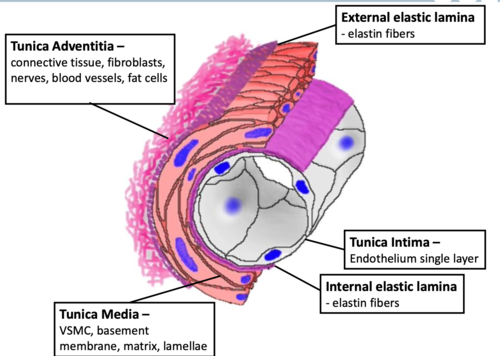 External elastic lamina
- elastin fibers
Tunica Adventitia –
connective tissue, fibroblasts,
nerves, blood vessels, fat cells
Tunica Intima –
Endothelium single layer
Internal elastic lamina
- elastin fibers
Tunica Media –
VSMC, basement
membrane, matrix, lamellae